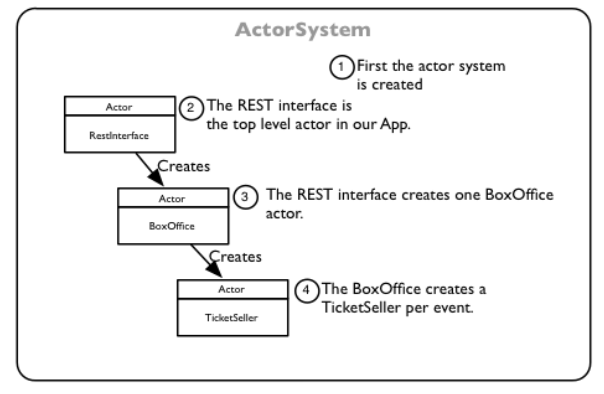 ActorSystem
1 First the actor system
is created
Actor
RestInterface
2 The REST interface is
the top level actor in our App.
Creates
Actor
BoxOffice
3 The REST interface creates one BoxOffice
actor.
Creates
Actor
TicketSeller
4 The BoxOffice creates a
TicketSeller per event.